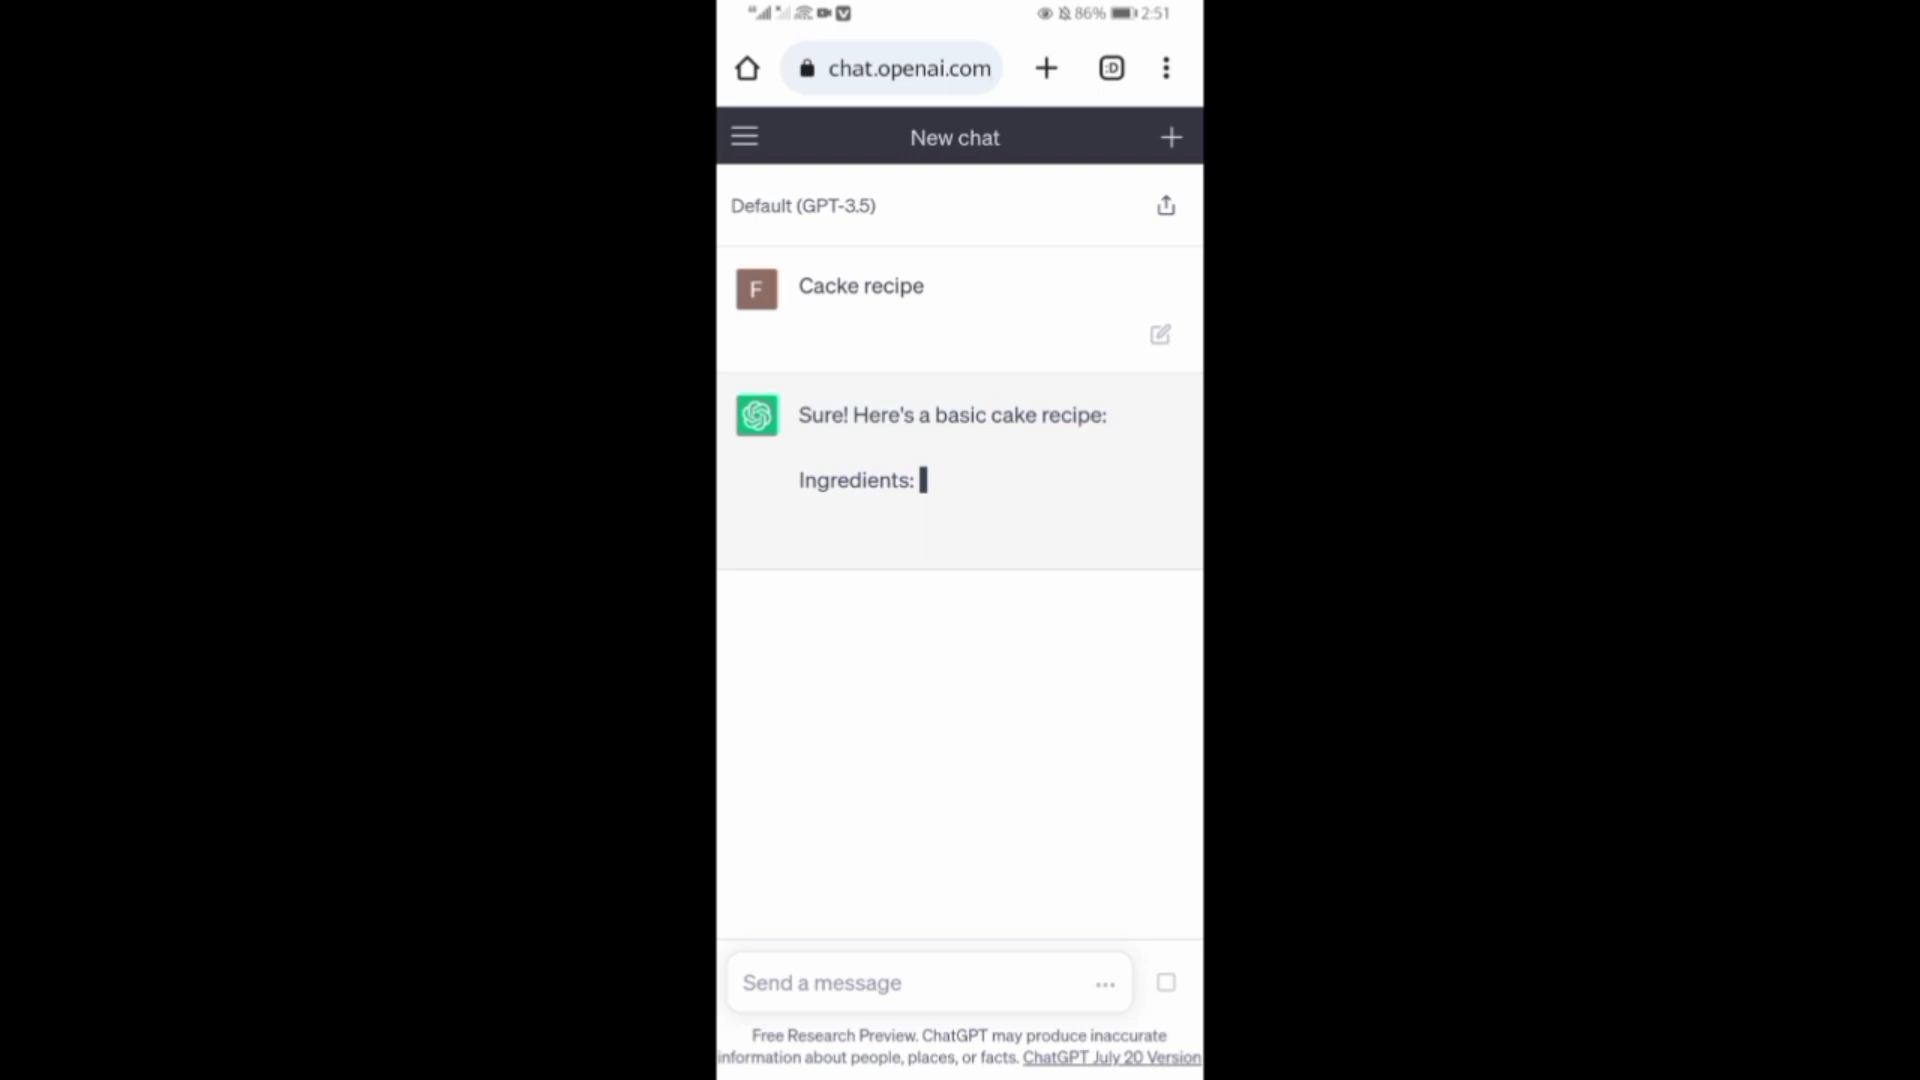 86% 2:51
chat.openai.com :D
New chat
Default (GPT-3.5)
F Cacke recipe
Sure! Here's a basic cake recipe:
Ingredients:
Send a message
Free Research Preview. ChatGPT may produce inaccurate
information about people, places, or facts. ChatGPT July 20 Version